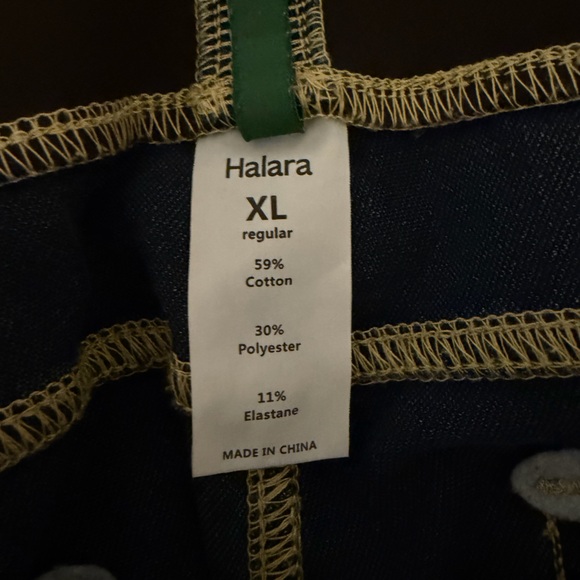 Halara
XL
regular
59%
Cotton
30%
Polyester
11%
Elastane
MADE IN CHINA